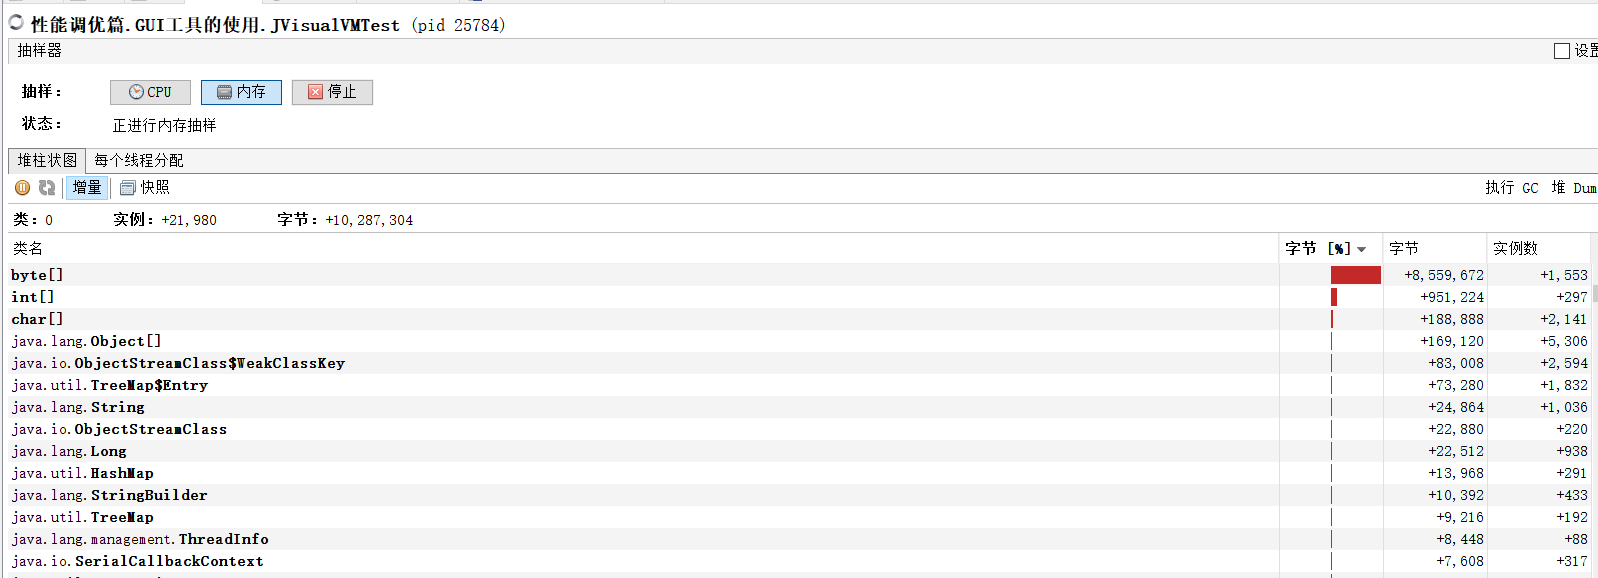 性能调优篇.GUI工具的使用.JVisualVMTest (pid 25784)
抽样器 设置
抽样： CPU 内存 停止
状态： 正进行内存抽样
堆柱状图 每个线程分配
增量 快照 执行 GC 堆 Dum
类：0 实例：+21,980 字节：+10,287,304
类名 字节 [%] 字节 实例数
byte[] +8,559,672 +1,553
int[] +951,224 +297
char[] +188,888 +2,141
java.lang.Object[] +169,120 +5,306
java.io.ObjectStreamClass$WeakClassKey +83,008 +2,594
java.util.TreeMap$Entry +73,280 +1,832
java.lang.String +24,864 +1,036
java.io.ObjectStreamClass +22,880 +220
java.lang.Long +22,512 +938
java.util.HashMap +13,968 +291
java.lang.StringBuilder +10,392 +433
java.util.TreeMap +9,216 +192
java.lang.management.ThreadInfo +8,448 +88
java.io.SerialCallbackContext +7,608 +317